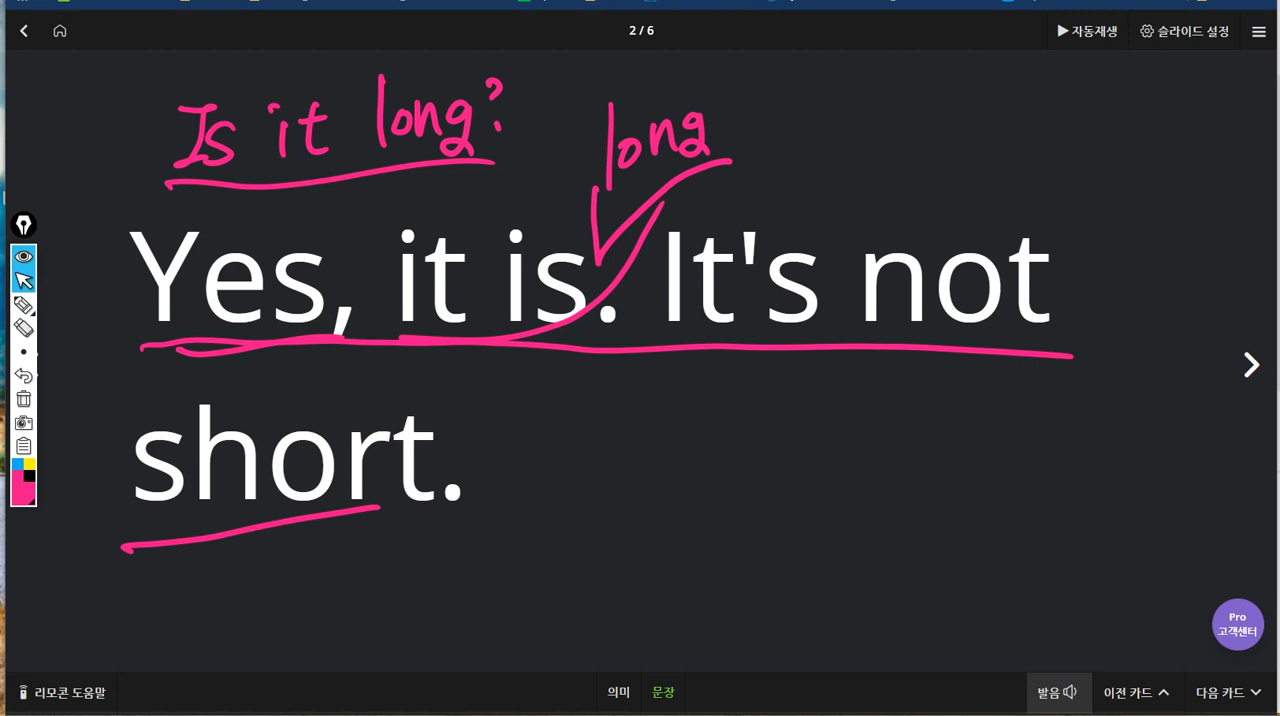 2 / 6
자동재생
슬라이드 설정
Is it long?
long
Yes, it is. It's not
short.
Pro
고객센터
리모콘 도움말
의미
문장
발음
이전 카드
다음 카드